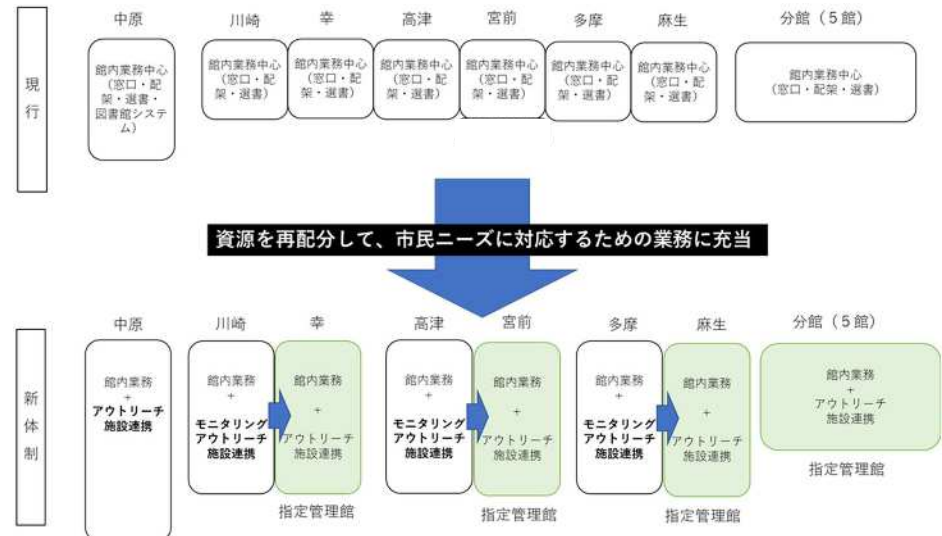 現行
中原
川崎
幸
高津
宮前
多摩
麻生
分館（５館）
館内業務中心
（窓口・配
架・選書・
図書館システ
ム）
館内業務中心
（窓口・配
架・選書）
館内業務中心
（窓口・配
架・選書）
館内業務中心
（窓口・配
架・選書）
館内業務中心
（窓口・配
架・選書）
館内業務中心
（窓口・配
架・選書）
館内業務中心
（窓口・配
架・選書）
館内業務中心
（窓口・配架・選書）
資源を再配分して、市民ニーズに対応するための業務に充当
新体制
中原
川崎
幸
高津
宮前
多摩
麻生
分館（５館）
館内業務
+
アウトリーチ
施設連携
館内業務
+
モニタリング
アウトリーチ
施設連携
館内業務
+
アウトリーチ
施設連携
館内業務
+
モニタリング
アウトリーチ
施設連携
館内業務
+
アウトリーチ
施設連携
館内業務
+
モニタリング
アウトリーチ
施設連携
館内業務
+
アウトリーチ
施設連携
館内業務
+
アウトリーチ
施設連携
指定管理館
指定管理館
指定管理館
指定管理館